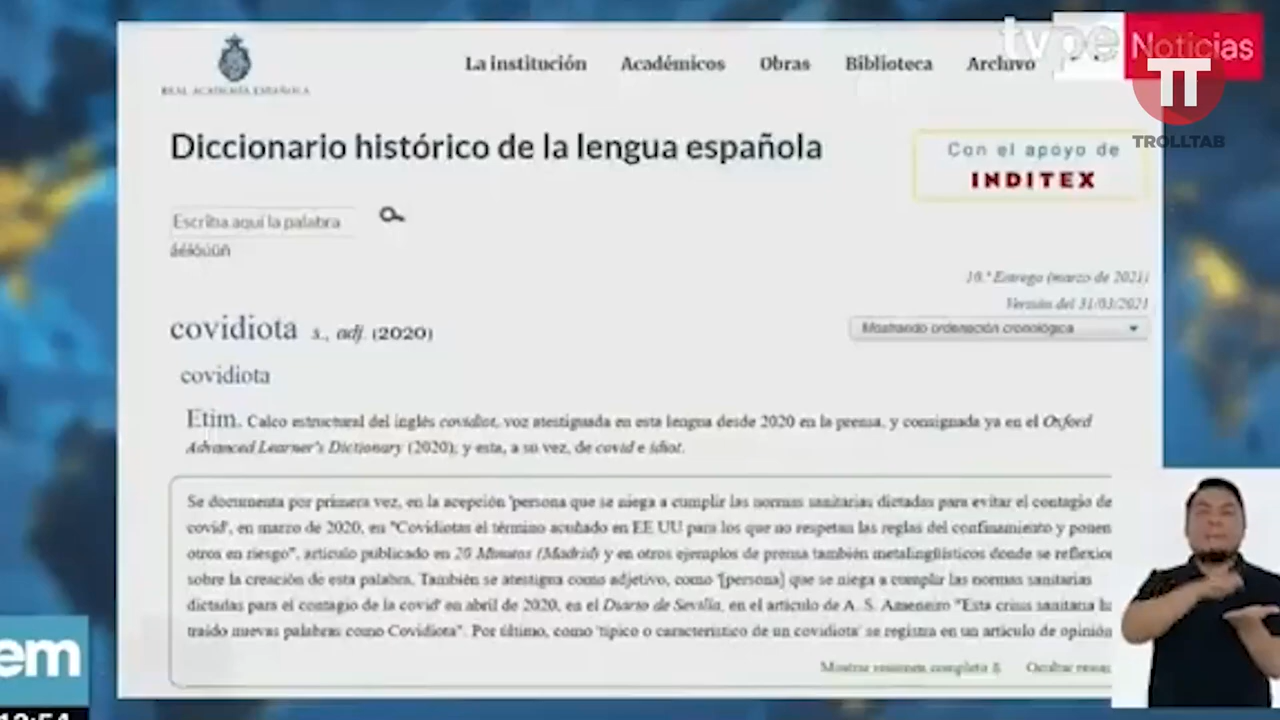 tvpe Noticias
TROLLTAB
La institución Académicos Obras Biblioteca Archivo
REAL ACADEMIA ESPAÑOLA
Diccionario histórico de la lengua española
Con el apoyo de
INDITEX
Escriba aquí la palabra
áéíóúüñ
10.ª Entrega (marzo de 2021)
Versión del 31/03/2021
Mostrando ordenación cronológica
covidiota s., adj. (2020)
covidiota
Etim. Calco estructural del inglés covidiot, voz atestiguada en esta lengua desde 2020 en la prensa, y consignada ya en el Oxford
Advanced Learner's Dictionary (2020); y esta, a su vez, de covid e idiot.
Se documenta por primera vez, en la acepción 'persona que se niega a cumplir las normas sanitarias dictadas para evitar el contagio de
covid', en marzo de 2020, en "Covidiotas el término acuñado en EE UU para los que no respetan las reglas del confinamiento y ponen
otros en riesgo", artículo publicado en 20 Minutos (Madrid) y en otros ejemplos de prensa también metalingüísticos donde se reflexio
sobre la creación de esta palabra. También se atestigua como adjetivo, como '[persona] que se niega a cumplir las normas sanitarias
dictadas para el contagio de la covid' en abril de 2020, en el Diario de Sevilla, en el artículo de A. S. Ameneiro "Esta crisis sanitaria ha
traído nuevas palabras como Covidiota". Por último, como 'típico o característico de un covidiota' se registra en un artículo de opinión
Mostrar resumen completo Ocultar resu
em
12:54